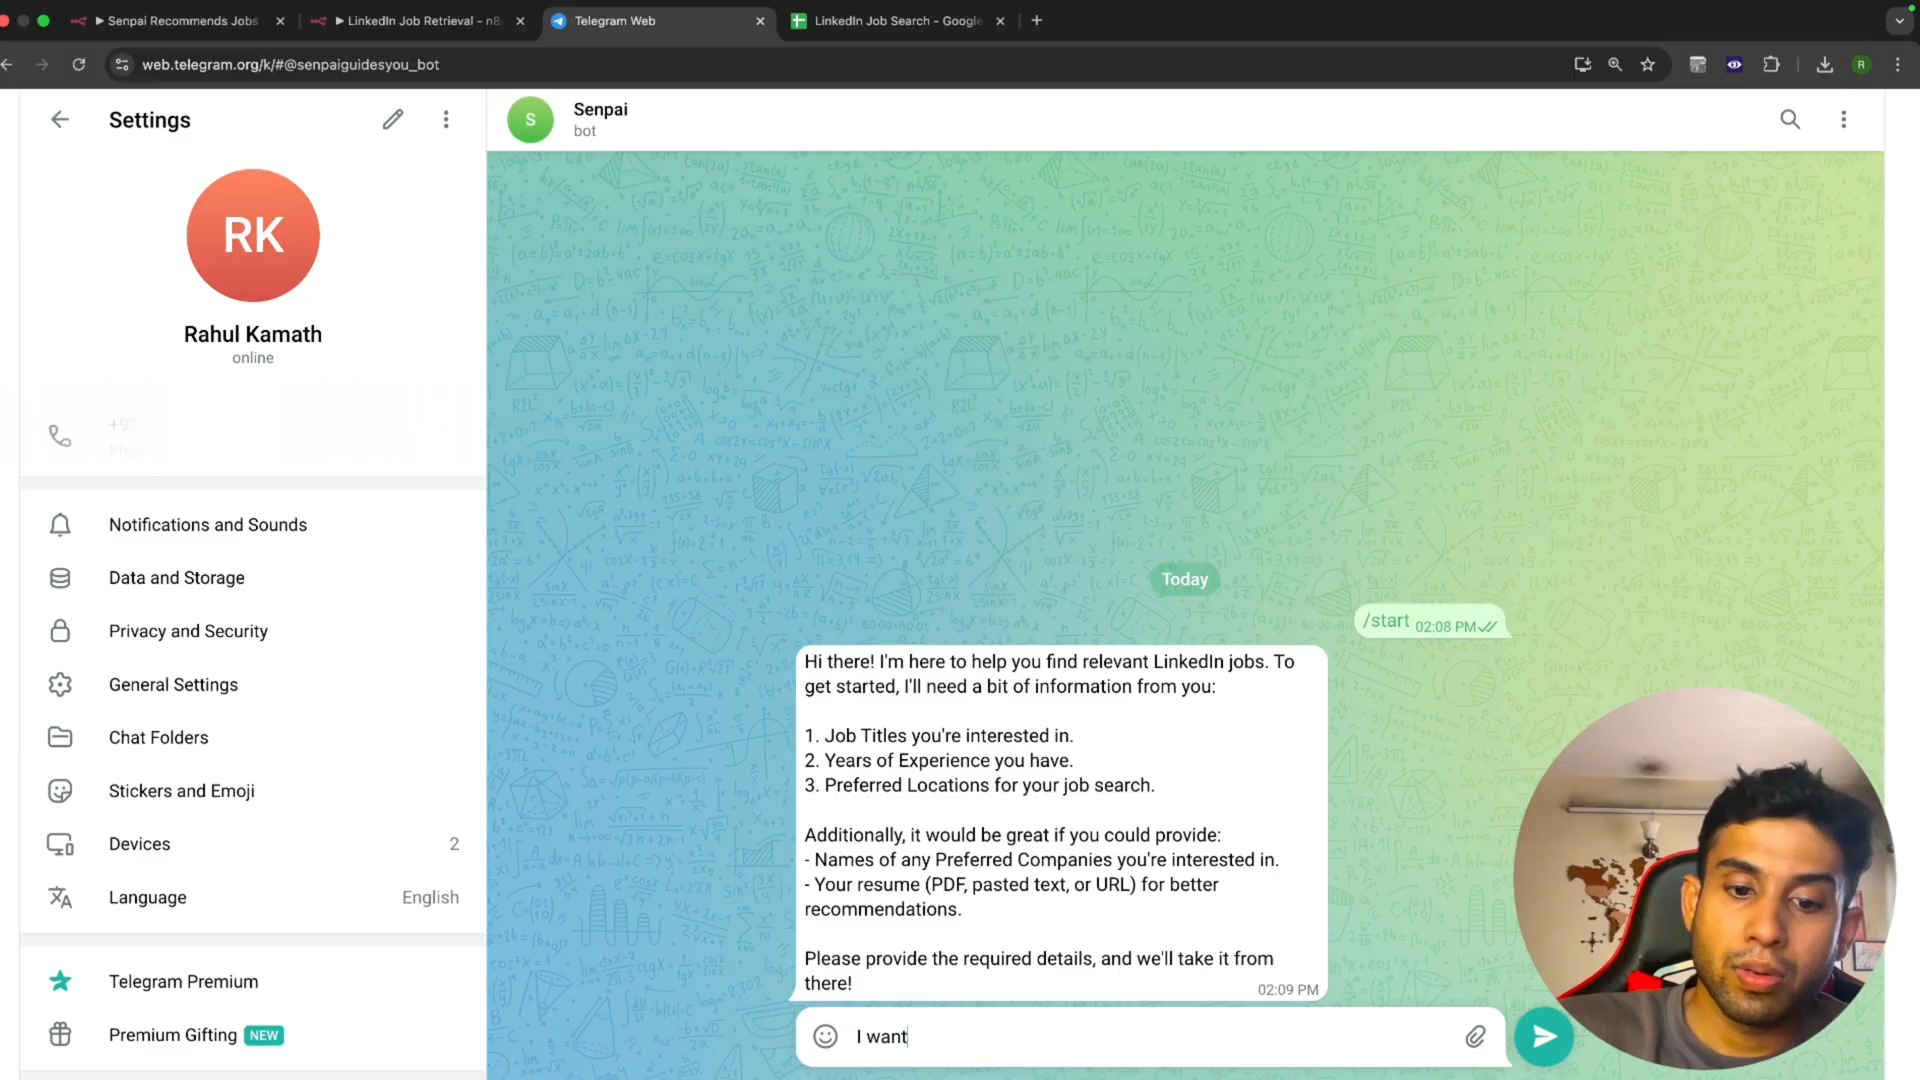 Senpai Recommends Jobs
LinkedIn Job Retrieval - n8
Telegram Web
LinkedIn Job Search - Google
web.telegram.org/k/#@senpaiguidesyou_bot
R
Settings
S
Senpai
bot
RK
Rahul Kamath
online
Notifications and Sounds
Data and Storage
Privacy and Security
General Settings
Chat Folders
Stickers and Emoji
Devices 2
Language English
Telegram Premium
Premium Gifting NEW
Today
/start 02:08 PM
Hi there! I'm here to help you find relevant LinkedIn jobs. To
get started, I'll need a bit of information from you:
1. Job Titles you're interested in.
2. Years of Experience you have.
3. Preferred Locations for your job search.
Additionally, it would be great if you could provide:
- Names of any Preferred Companies you're interested in.
- Your resume (PDF, pasted text, or URL) for better
recommendations.
Please provide the required details, and we'll take it from
there!
02:09 PM
I want